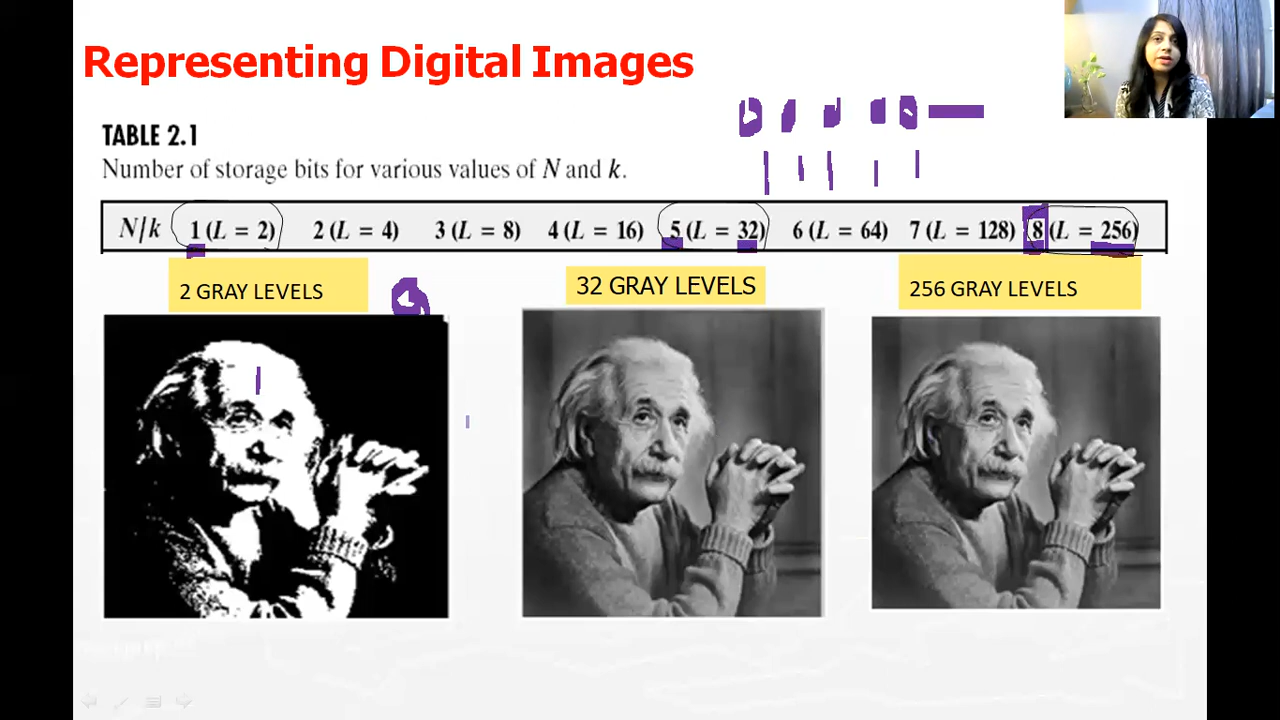 Representing Digital Images
TABLE 2.1
Number of storage bits for various values of N and k.
N/k 1 (L = 2) 2 (L = 4) 3 (L = 8) 4 (L = 16) 5 (L = 32) 6 (L = 64) 7 (L = 128) 8 (L = 256)
2 GRAY LEVELS
32 GRAY LEVELS
256 GRAY LEVELS